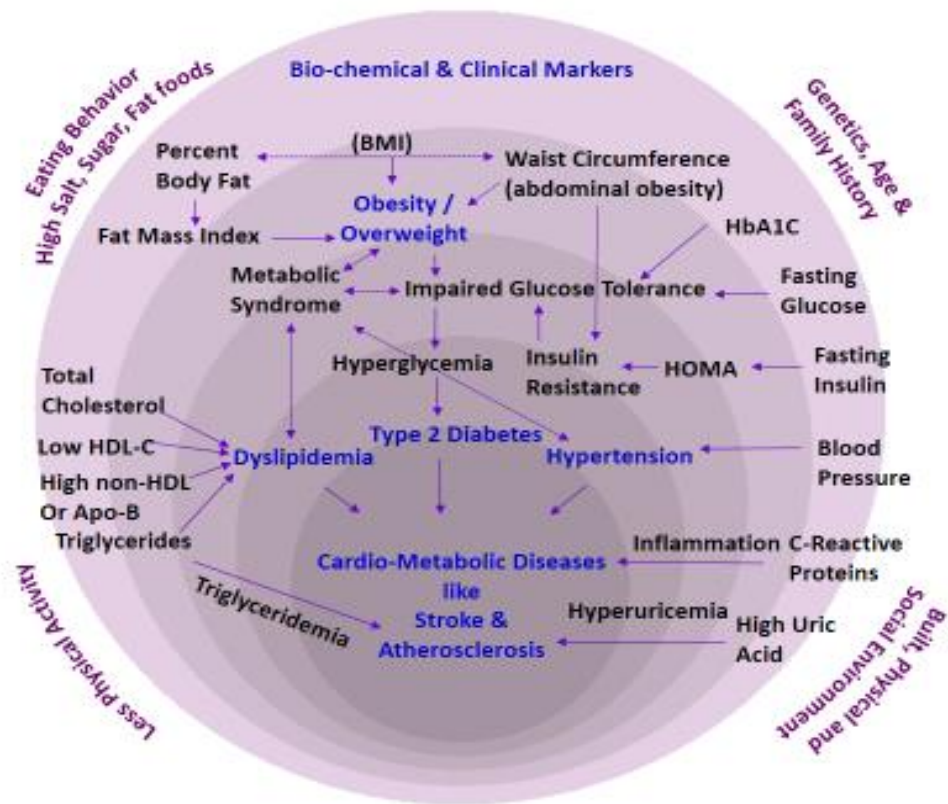 Bio-chemical & Clinical Markers
Eating Behavior
High Salt, Sugar, Fat foods
Genetics, Age &
Family History
(BMI)
Percent
Body Fat
Waist Circumference
(abdominal obesity)
Obesity /
Overweight
Fat Mass Index
HbA1C
Metabolic
Syndrome
Impaired Glucose Tolerance
Fasting
Glucose
Hyperglycemia
Insulin
Resistance
HOMA
Fasting
Insulin
Total
Cholesterol
Low HDL-C
High non-HDL
Or Apo-B
Triglycerides
Dyslipidemia
Type 2 Diabetes
Hypertension
Blood
Pressure
Cardio-Metabolic Diseases
like
Stroke &
Atherosclerosis
Inflammation
C-Reactive
Proteins
Triglyceridemia
Hyperuricemia
High Uric
Acid
Less Physical Activity
Built, Physical and
Social Environment